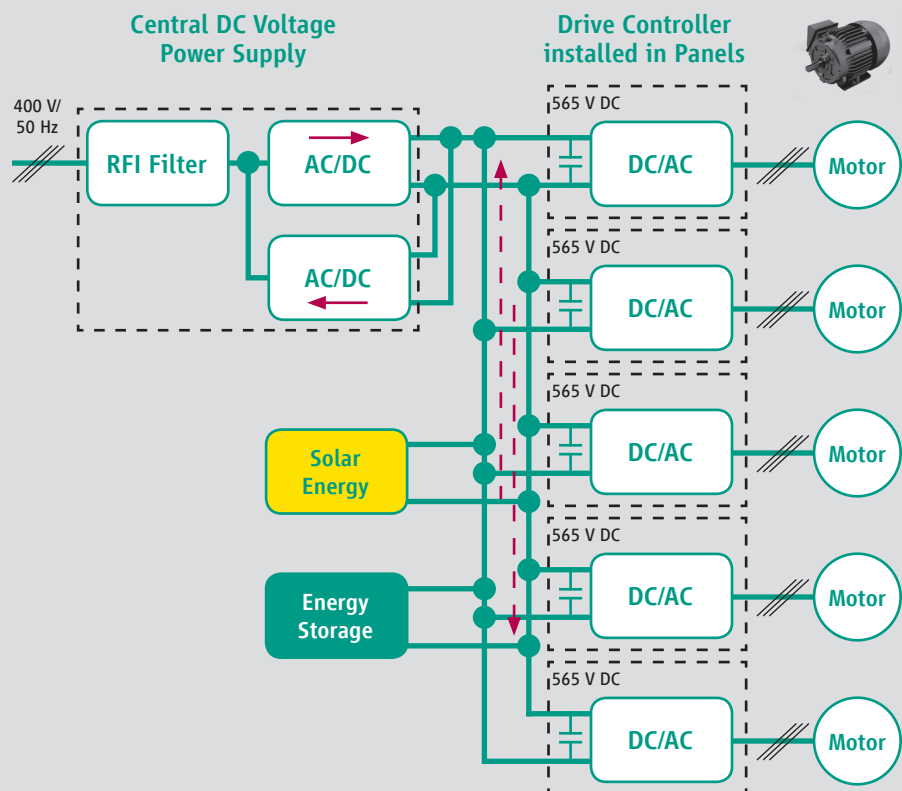 Central DC Voltage
Power Supply
Drive Controller
installed in Panels
400 V/
50 Hz
RFI Filter
AC/DC
AC/DC
565 V DC
DC/AC
Motor
565 V DC
DC/AC
Motor
565 V DC
DC/AC
Motor
Solar
Energy
565 V DC
DC/AC
Motor
Energy
Storage
565 V DC
DC/AC
Motor